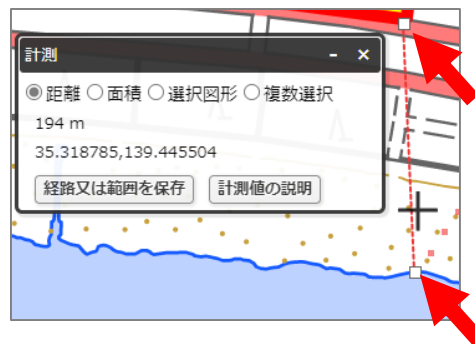 計測 - ×
距離 面積 選択図形 複数選択
194 m
35.318785,139.445504
経路又は範囲を保存 計測値の説明